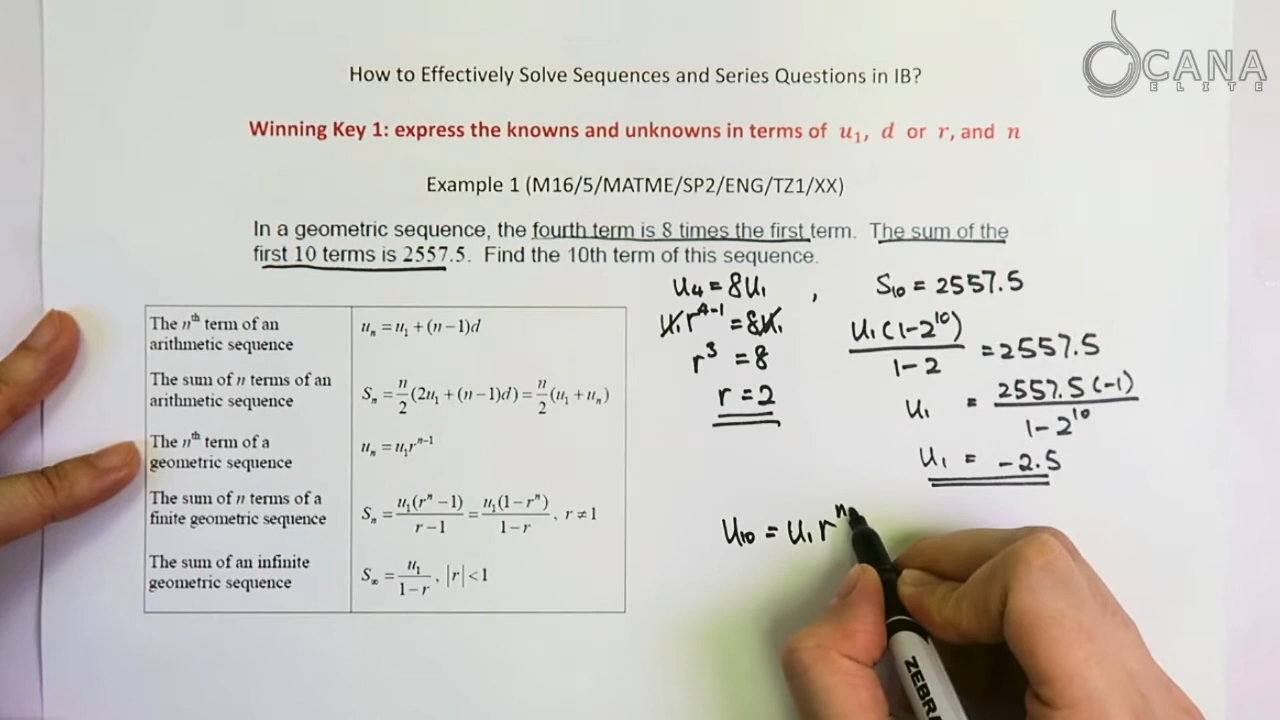 OCANA
ELITE
How to Effectively Solve Sequences and Series Questions in IB?
Winning Key 1: express the knowns and unknowns in terms of u₁, d or r, and n
Example 1 (M16/5/MATME/SP2/ENG/TZ1/XX)
In a geometric sequence, the fourth term is 8 times the first term. The sum of the
first 10 terms is 2557.5. Find the 10th term of this sequence.
The nᵗʰ term of an
arithmetic sequence
uₙ = u₁ + (n−1)d
The sum of n terms of an
arithmetic sequence
Sₙ = n/2 (2u₁ + (n−1)d) = n/2 (u₁ + uₙ)
The nᵗʰ term of a
geometric sequence
uₙ = u₁rⁿ⁻¹
The sum of n terms of a
finite geometric sequence
Sₙ = u₁(rⁿ −1)/r−1 = u₁(1−rⁿ)/1−r , r ≠ 1
The sum of an infinite
geometric sequence
S∞ = u₁/1−r , |r| < 1
u₄ = 8u₁ ,
u₁r⁴⁻¹ = 8u₁
r³ = 8
r = 2
S₁₀ = 2557.5
u₁(1−2¹⁰)/1−2 = 2557.5
u₁ = 2557.5(−1)/1−2¹⁰
u₁ = −2.5
u₁₀ = u₁rⁿ
ZEBR